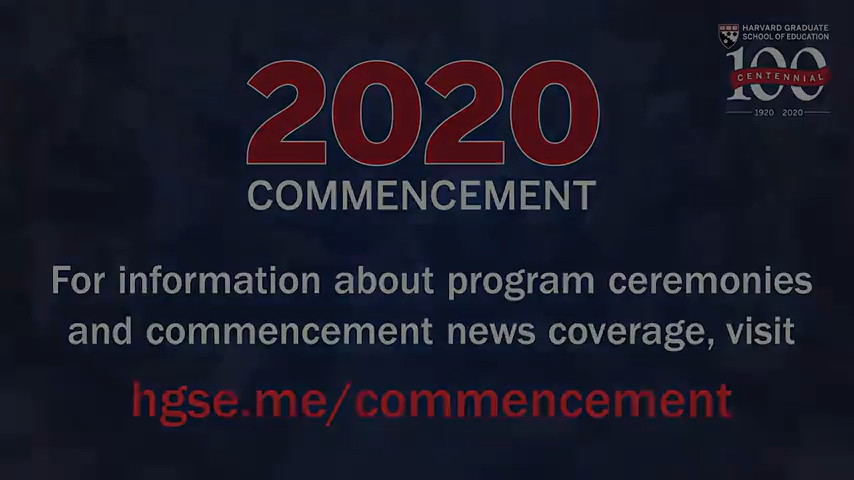 HARVARD GRADUATE
SCHOOL OF EDUCATION
100
CENTENNIAL
1920 2020
2020
COMMENCEMENT
For information about program ceremonies
and commencement news coverage, visit
hgse.me/commencement